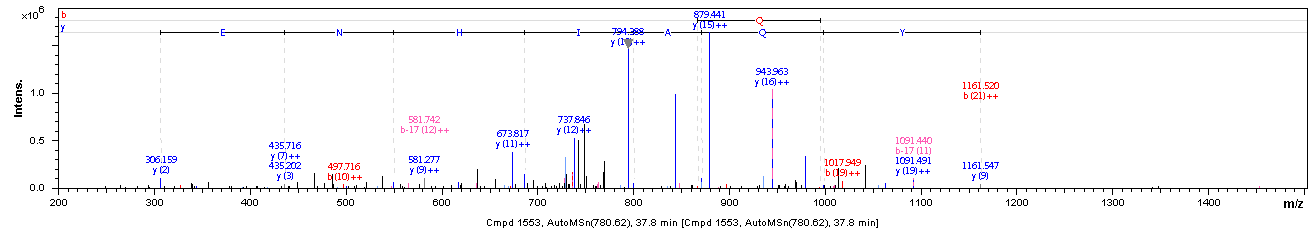 ×10⁶
b
y
879.441
y (15)++
Q
E N H I A Q Y
794.388
943.963
y (16)++
1161.520
b (21)++
581.742
b-17 (12)++
673.817
y (11)++
737.846
y (12)++
1091.440
b-17 (11)
1091.491
y (19)++
306.159
y (2)
435.716
y (7)++
435.202
y (3)
497.716
b (10)++
581.277
y (9)++
1017.949
b (19)++
1161.547
y (9)
Intens.
1.0
0.5
0.0
200 300 400 500 600 700 800 900 1000 1100 1200 1300 1400 m/z
Cmpd 1553, AutoMSn(780.62), 37.8 min [Cmpd 1553, AutoMSn(780.62), 37.8 min]